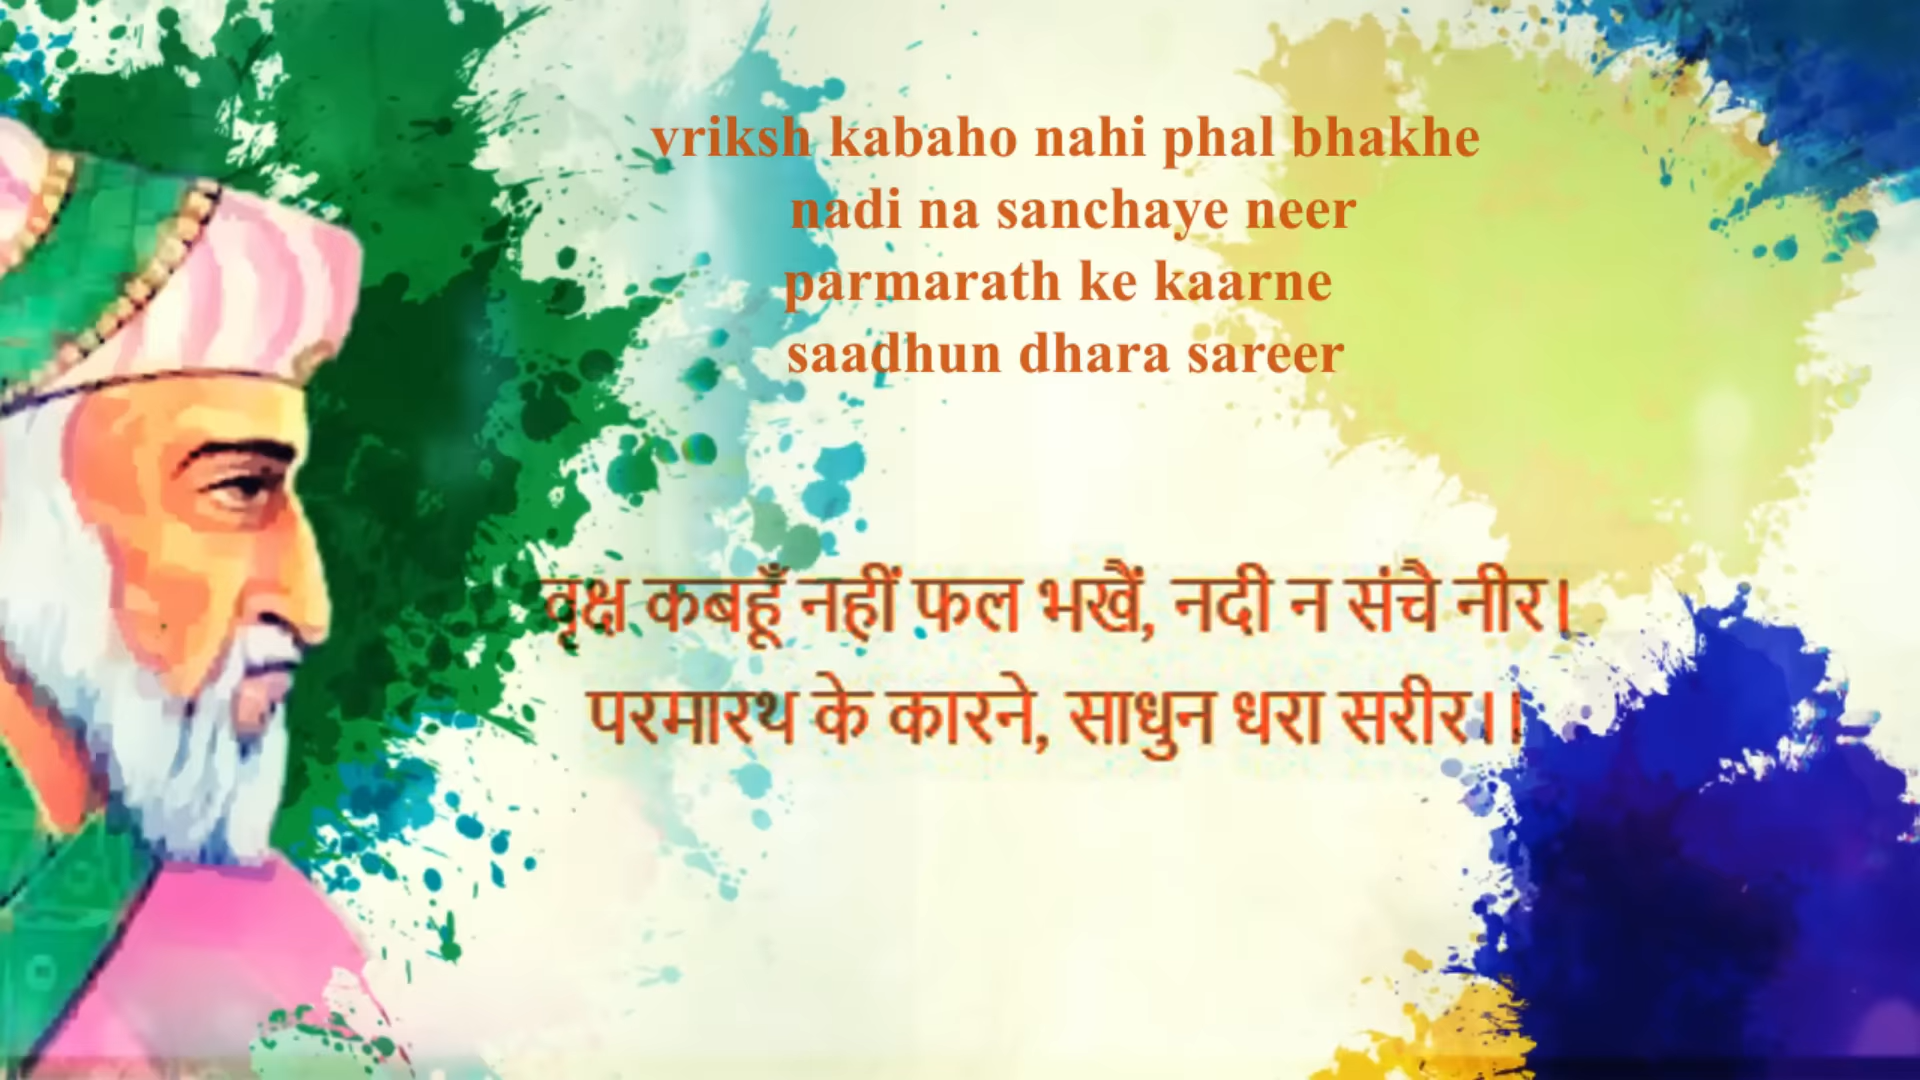 vriksh kabaho nahi phal bhakhe
nadi na sanchaye neer
parmarath ke kaarne
saadhun dhara sareer
वृक्ष कबहूँ नहीं फल भखैं, नदी न संचै नीर।
परमारथ के कारने, साधुन धरा सरीर।।